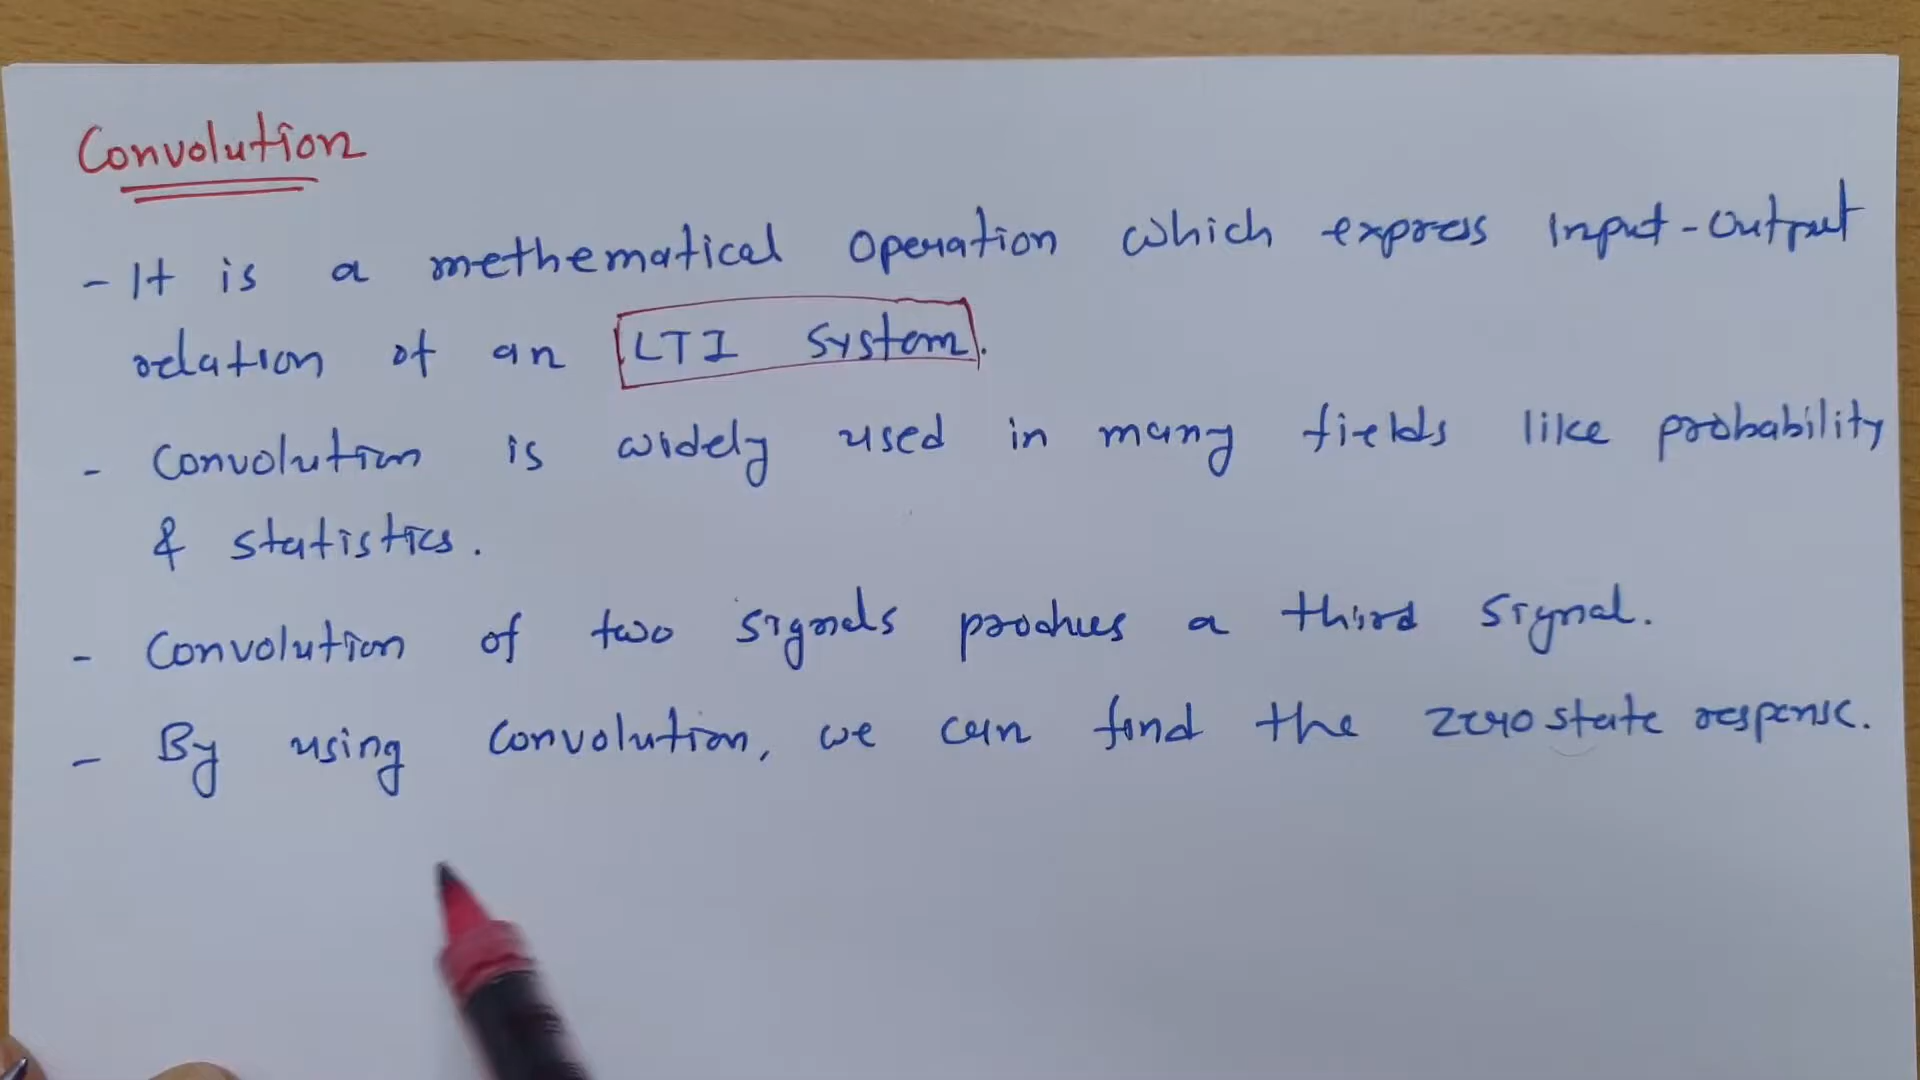 Convolution
- It is a methematical operation which express input-output
relation of an LTI system.
- Convolution is widely used in many fields like probability
& statistics.
- Convolution of two signals produces a third signal.
- By using convolution, we can find the zero state response.